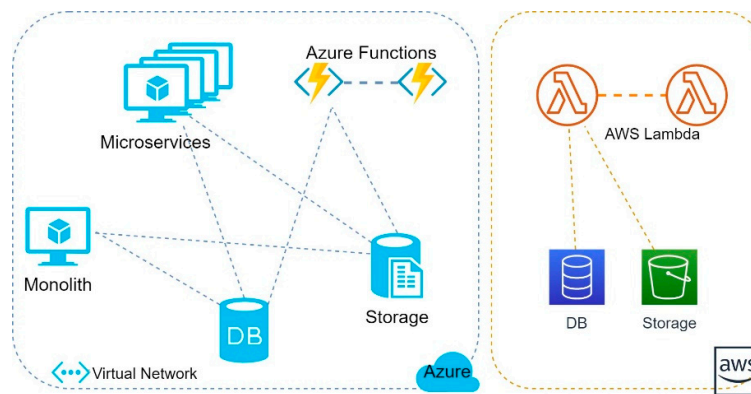 Azure Functions
Microservices
AWS Lambda
Monolith
DB
Storage
DB
Storage
Virtual Network
Azure
aws